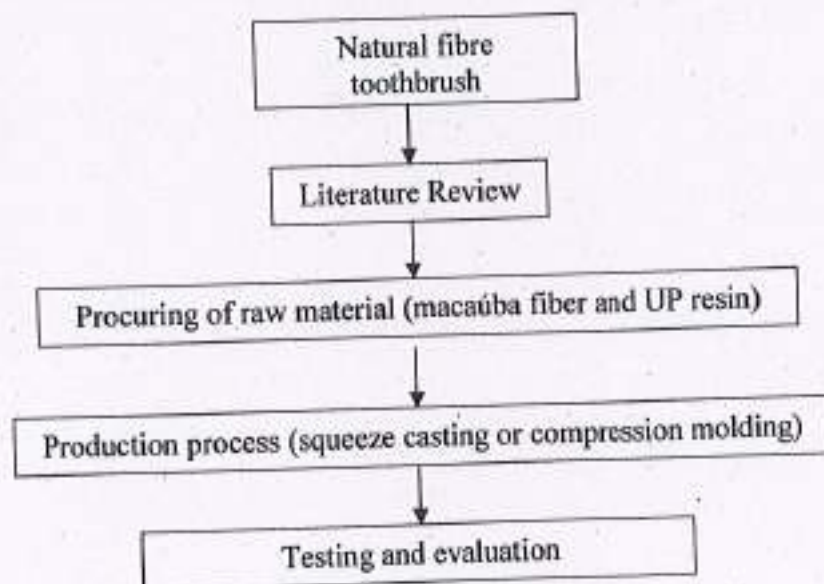 Natural fibre
toothbrush
Literature Review
Procuring of raw material (macaúba fiber and UP resin)
Production process (squeeze casting or compression molding)
Testing and evaluation